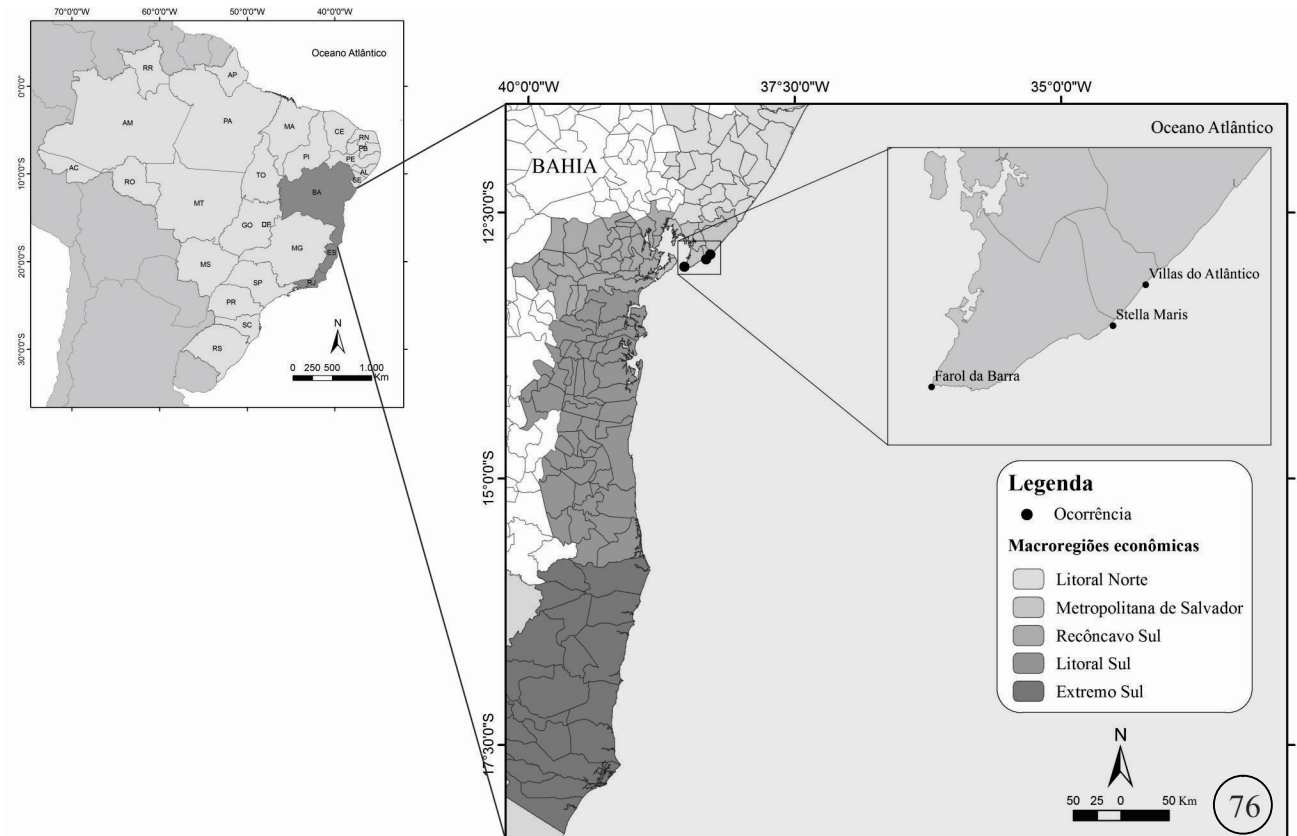 70°0'0"W
60°0'0"W
50°0'0"W
40°0'0"W
Oceano Atlântico
0°0'0"
10°0'0"S
20°0'0"S
30°0'0"S
RR
AP
AM
PA
MA
CE
RN
PB
PI
PE
AL
SE
AC
RO
TO
BA
MT
GO
DF
MG
ES
MS
SP
RJ
PR
SC
RS
N
0 250 500 1.000
Km
40°0'0"W
37°30'0"W
35°0'0"W
12°30'0"S
15°0'0"S
17°30'0"S
BAHIA
Oceano Atlântico
Villas do Atlântico
Stella Maris
Farol da Barra
Legenda
Ocorrência
Macroregiões econômicas
Litoral Norte
Metropolitana de Salvador
Recôncavo Sul
Litoral Sul
Extremo Sul
N
50 25 0 50 Km
76